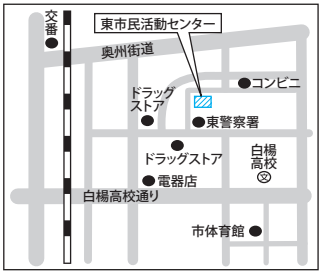 東市民活動センター
交番
奥州街道
コンビニ
ドラッグ
ストア
東警察署
ドラッグストア
白楊
高校
文
電器店
白楊高校通り
市体育館